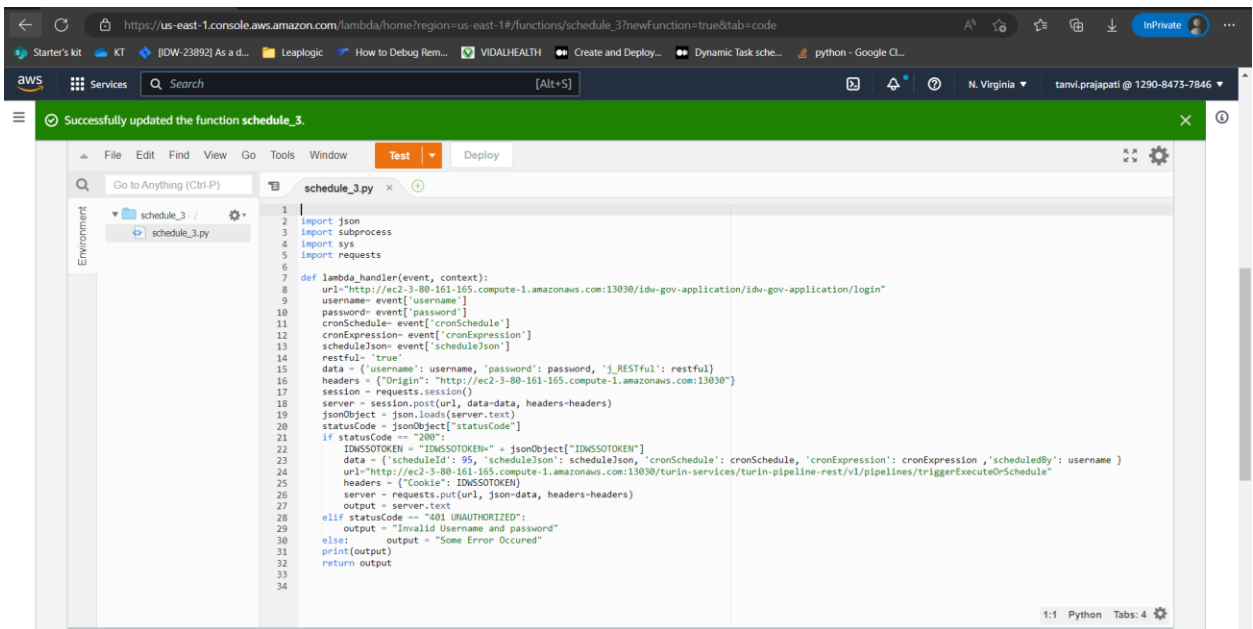 https://us-east-1.console.aws.amazon.com/lambda/home?region=us-east-1#/functions/schedule_3?newFunction=true&tab=code
InPrivate
Starter's kit KT [IDW-23892] As a d... Leaplogic How to Debug Rem... VIDALHEALTH Create and Deploy... Dynamic Task sche... python - Google Cl...
aws Services Search [Alt+S] N. Virginia tanvi.prajapati @ 1290-8473-7846
Successfully updated the function schedule_3.
File Edit Find View Go Tools Window Test Deploy
Go to Anything (Ctrl-P) schedule_3.py
Environment
schedule_3 - /
schedule_3.py
1
2 import json
3 import subprocess
4 import sys
5 import requests
6
7 def lambda_handler(event, context):
8 url="http://ec2-3-80-161-165.compute-1.amazonaws.com:13030/idw-gov-application/idw-gov-application/login"
9 username= event['username']
10 password= event['password']
11 cronSchedule= event['cronSchedule']
12 cronExpression= event['cronExpression']
13 scheduleJson= event['scheduleJson']
14 restful= 'true'
15 data = {'username': username, 'password': password, 'j_RESTful': restful}
16 headers = {"Origin": "http://ec2-3-80-161-165.compute-1.amazonaws.com:13030"}
17 session = requests.session()
18 server = session.post(url, data=data, headers=headers)
19 jsonObject = json.loads(server.text)
20 statusCode = jsonObject["statusCode"]
21 if statusCode == "200":
22 IDWSSOTOKEN = "IDWSSOTOKEN=" + jsonObject["IDWSSOTOKEN"]
23 data = {'scheduleId': 95, 'scheduleJson': scheduleJson, 'cronSchedule': cronSchedule, 'cronExpression': cronExpression ,'scheduledBy': username }
24 url="http://ec2-3-80-161-165.compute-1.amazonaws.com:13030/turin-services/turin-pipeline-rest/v1/pipelines/triggerExecuteOrSchedule"
25 headers = {"Cookie": IDWSSOTOKEN}
26 server = requests.put(url, json=data, headers=headers)
27 output = server.text
28 elif statusCode == "401 UNAUTHORIZED":
29 output = "Invalid Username and password"
30 else: output = "Some Error Occured"
31 print(output)
32 return output
33
34
1:1 Python Tabs: 4